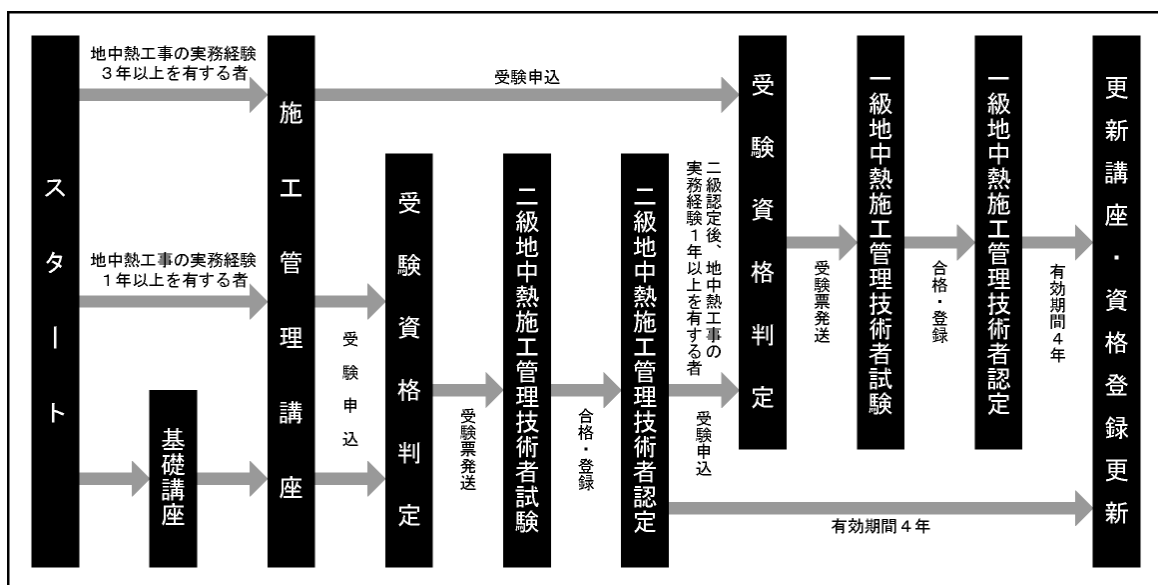 スタート
地中熱工事の実務経験
３年以上を有する者
地中熱工事の実務経験
１年以上を有する者
基礎講座
施工管理講座
受験申込
受験申込
受験資格判定
受験票発送
二級地中熱施工管理技術者試験
合格・登録
二級地中熱施工管理技術者認定
二級認定後、地中熱工事の
実務経験１年以上を有する者
受験申込
有効期間４年
受験資格判定
受験票発送
一級地中熱施工管理技術者試験
合格・登録
一級地中熱施工管理技術者認定
有効期間４年
更新講座・資格登録更新